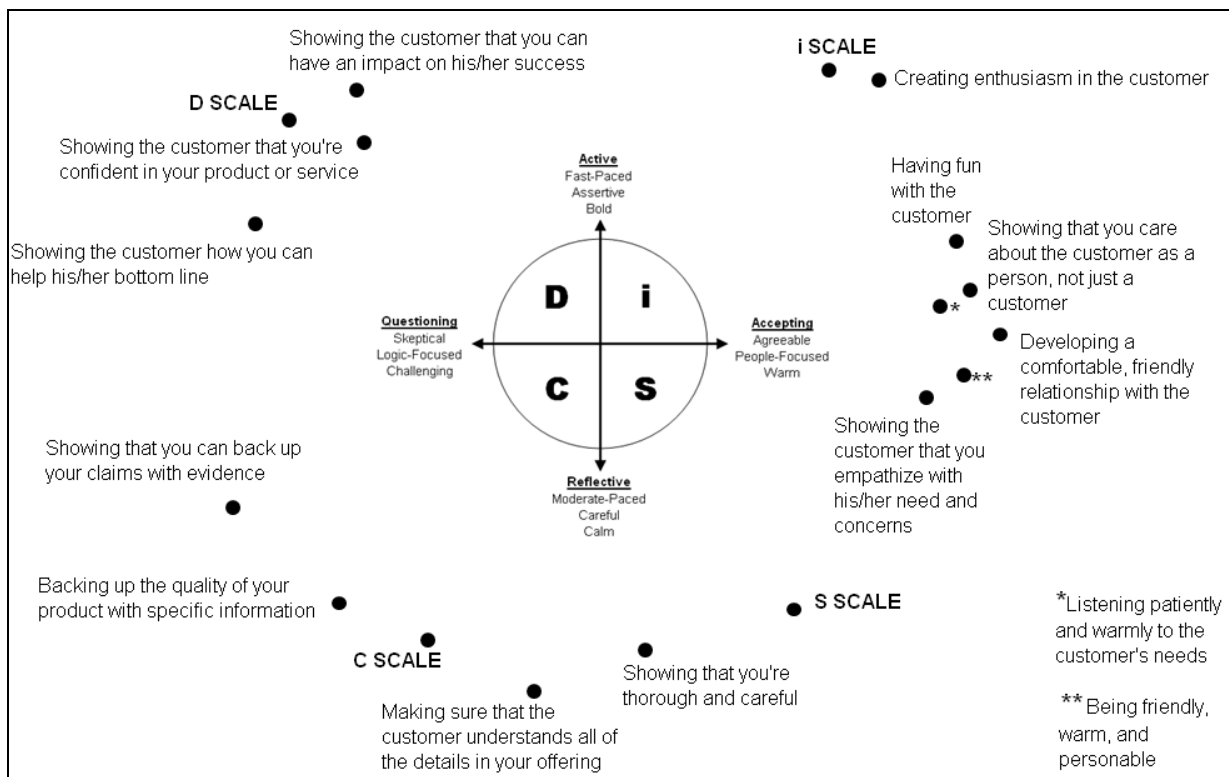 Showing the customer that you can
have an impact on his/her success
D SCALE
Showing the customer that you're
confident in your product or service
Showing the customer how you can
help his/her bottom line
i SCALE
Creating enthusiasm in the customer
Having fun
with the
customer
Showing that you care
about the customer as a
person, not just a
customer
*
Developing a
comfortable, friendly
relationship with the
customer
**
Showing the
customer that you
empathize with
his/her need and
concerns
Active
Fast-Paced
Assertive
Bold
D i
Questioning
Skeptical
Logic-Focused
Challenging
Accepting
Agreeable
People-Focused
Warm
C S
Reflective
Moderate-Paced
Careful
Calm
Showing that you can back up
your claims with evidence
Backing up the quality of your
product with specific information
C SCALE
Making sure that the
customer understands all of
the details in your offering
Showing that you're
thorough and careful
S SCALE
*Listening patiently
and warmly to the
customer's needs
** Being friendly,
warm, and
personable